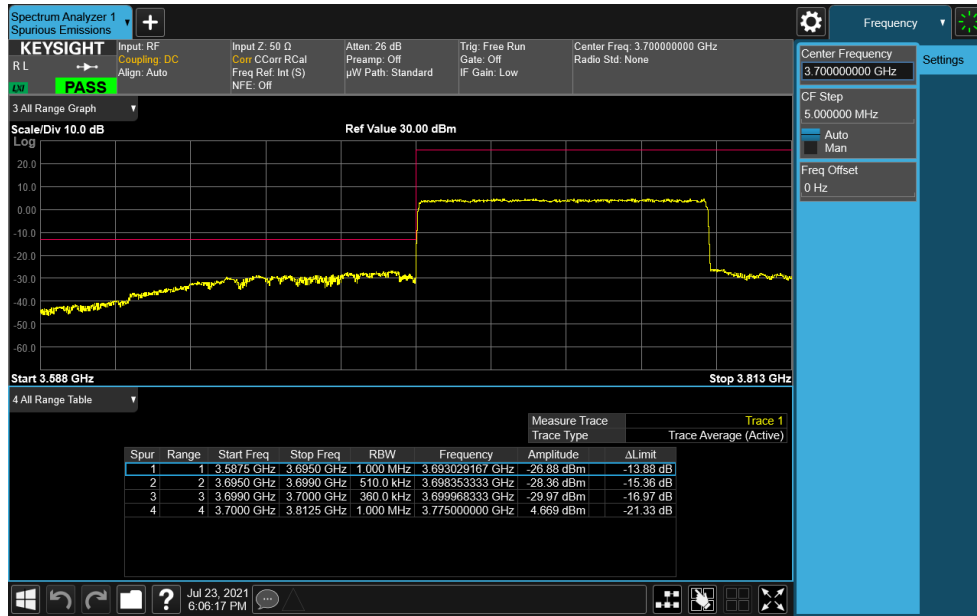 Spectrum Analyzer 1
Spurious Emissions
+
Frequency
KEYSIGHT
R L
LXI
PASS
Input: RF
Coupling: DC
Align: Auto
Input Z: 50 Ω
Corr CCorr RCal
Freq Ref: Int (S)
NFE: Off
Atten: 26 dB
Preamp: Off
µW Path: Standard
Trig: Free Run
Gate: Off
IF Gain: Low
Center Freq: 3.700000000 GHz
Radio Std: None
Center Frequency
3.700000000 GHz
Settings
CF Step
5.000000 MHz
Auto
Man
Freq Offset
0 Hz
3 All Range Graph
Scale/Div 10.0 dB
Ref Value 30.00 dBm
Log
20.0
10.0
0.00
-10.0
-20.0
-30.0
-40.0
-50.0
-60.0
Start 3.588 GHz
Stop 3.813 GHz
4 All Range Table
Measure Trace Trace 1
Trace Type Trace Average (Active)
Spur Range Start Freq Stop Freq RBW Frequency Amplitude ΔLimit
1 1 3.5875 GHz 3.6950 GHz 1.000 MHz 3.693029167 GHz -26.88 dBm -13.88 dB
2 2 3.6950 GHz 3.6990 GHz 510.0 kHz 3.698353333 GHz -28.36 dBm -15.36 dB
3 3 3.6990 GHz 3.7000 GHz 360.0 kHz 3.699968333 GHz -29.97 dBm -16.97 dB
4 4 3.7000 GHz 3.8125 GHz 1.000 MHz 3.775000000 GHz 4.669 dBm -21.33 dB
?
Jul 23, 2021
6:06:17 PM